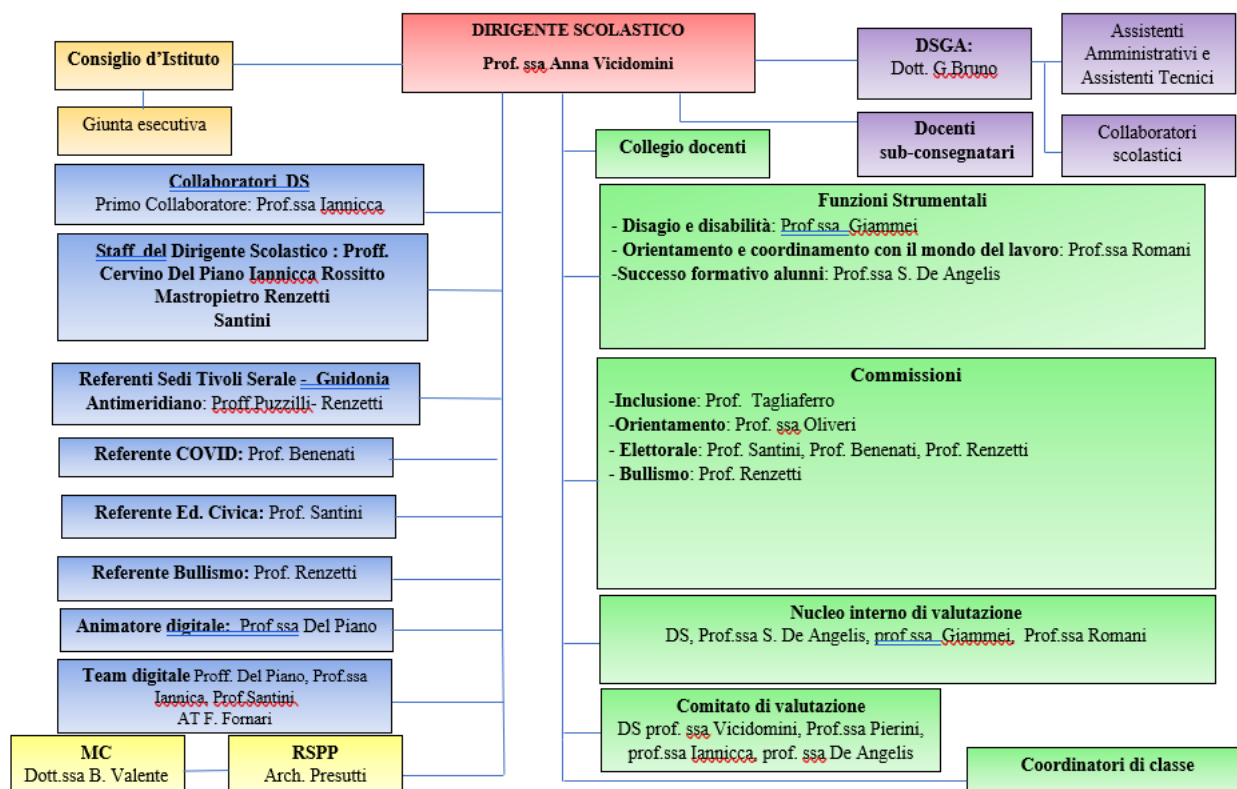 DIRIGENTE SCOLASTICO
Prof. ssa Anna Vicidomini
Consiglio d'Istituto
Giunta esecutiva
DSGA:
Dott. G.Bruno
Assistenti
Amministrativi e
Assistenti Tecnici
Docenti
sub-consegnatari
Collaboratori
scolastici
Collaboratori DS
Primo Collaboratore: Prof.ssa Iannicca
Staff del Dirigente Scolastico : Proff.
Cervino Del Piano Iannicca Rossitto
Mastropietro Renzetti
Santini
Referenti Sedi Tivoli Serale - Guidonia
Antimeridiano: Proff.Puzzilli- Renzetti
Referente COVID: Prof. Benenati
Referente Ed. Civica: Prof. Santini
Referente Bullismo: Prof. Renzetti
Animatore digitale: Prof.ssa Del Piano
Team digitale Proff. Del Piano, Prof.ssa
Iannica, Prof.Santini
AT F. Fornari
MC
Dott.ssa B. Valente
RSPP
Arch. Presutti
Collegio docenti
Funzioni Strumentali
- Disagio e disabilità: Prof.ssa Giammei
- Orientamento e coordinamento con il mondo del lavoro: Prof.ssa Romani
-Successo formativo alunni: Prof.ssa S. De Angelis
Commissioni
-Inclusione: Prof. Tagliaferro
-Orientamento: Prof. ssa Oliveri
- Elettorale: Prof. Santini, Prof. Benenati, Prof. Renzetti
- Bullismo: Prof. Renzetti
Nucleo interno di valutazione
DS, Prof.ssa S. De Angelis, prof.ssa Giammei, Prof.ssa Romani
Comitato di valutazione
DS prof. ssa Vicidomini, Prof.ssa Pierini,
prof.ssa Iannicca, prof. ssa De Angelis
Coordinatori di classe